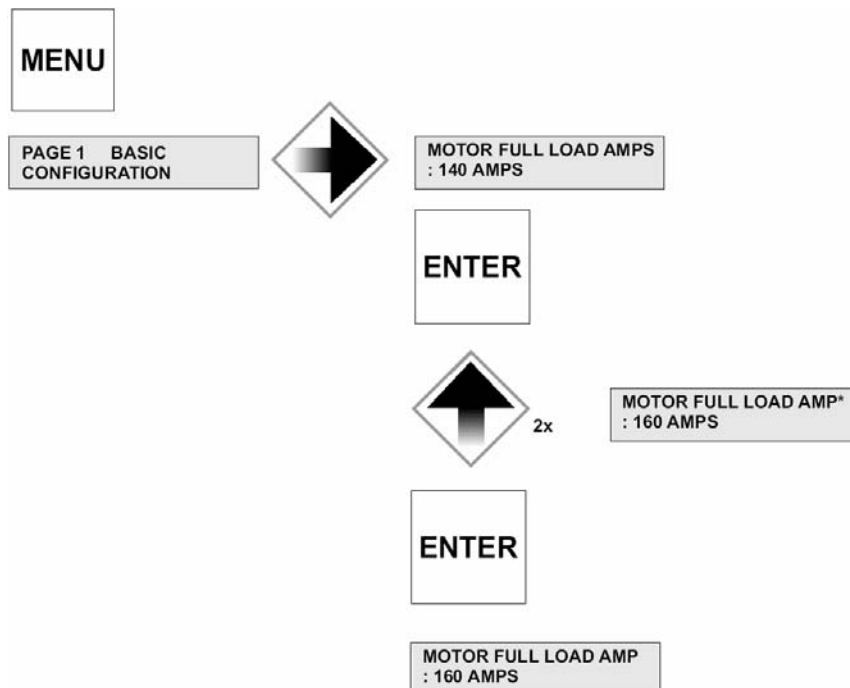 MENU
PAGE 1 BASIC
CONFIGURATION
MOTOR FULL LOAD AMPS
: 140 AMPS
ENTER
2x
MOTOR FULL LOAD AMP*
: 160 AMPS
ENTER
MOTOR FULL LOAD AMP
: 160 AMPS